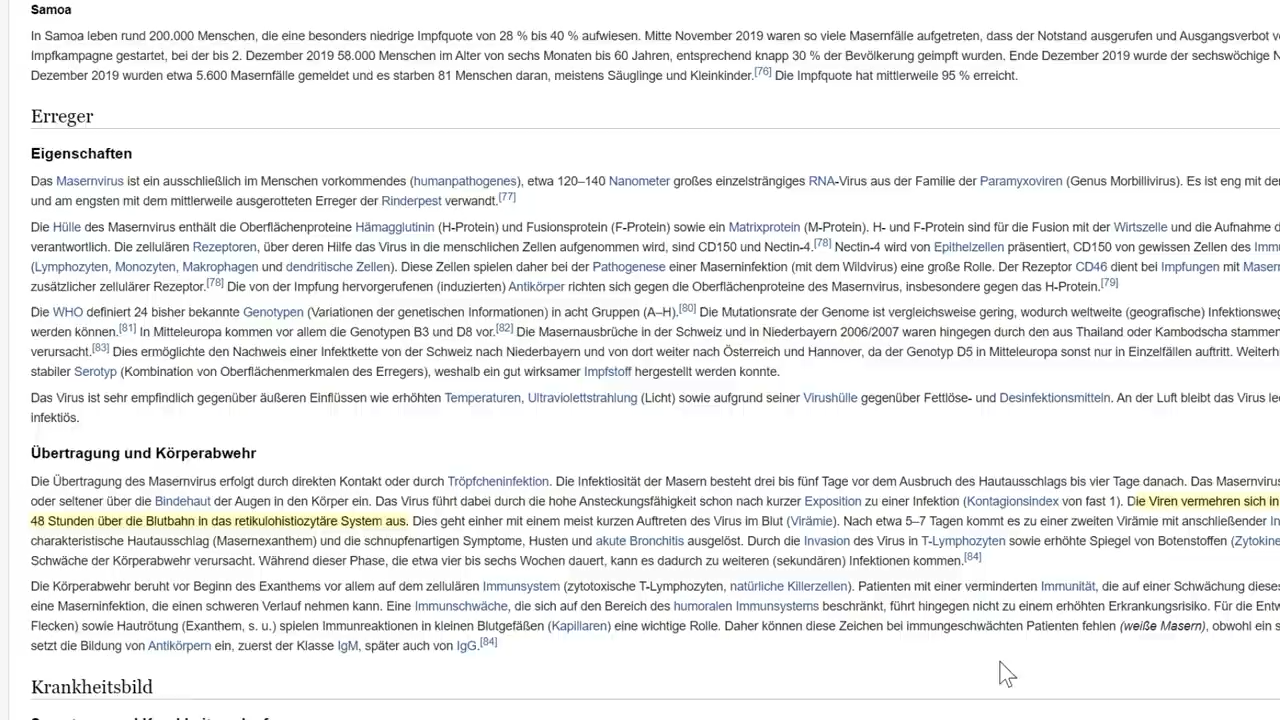 Samoa
In Samoa leben rund 200.000 Menschen, die eine besonders niedrige Impfquote von 28 % bis 40 % aufwiesen. Mitte November 2019 waren so viele Masernfälle aufgetreten, dass der Notstand ausgerufen und Ausgangsverbot
Impfkampagne gestartet, bei der bis 2. Dezember 2019 58.000 Menschen im Alter von sechs Monaten bis 60 Jahren, entsprechend knapp 30 % der Bevölkerung geimpft wurden. Ende Dezember 2019 wurde der sechswöchige
Dezember 2019 wurden etwa 5.600 Masernfälle gemeldet und es starben 81 Menschen daran, meistens Säuglinge und Kleinkinder.[76] Die Impfquote hat mittlerweile 95 % erreicht.
Erreger
Eigenschaften
Das Masernvirus ist ein ausschließlich im Menschen vorkommendes (humanpathogenes), etwa 120–140 Nanometer großes einzelsträngiges RNA-Virus aus der Familie der Paramyxoviren (Genus Morbillivirus). Es ist eng mit
und am engsten mit dem mittlerweile ausgerotteten Erreger der Rinderpest verwandt.[77]
Die Hülle des Masernvirus enthält die Oberflächenproteine Hämagglutinin (H-Protein) und Fusionsprotein (F-Protein) sowie ein Matrixprotein (M-Protein). H- und F-Protein sind für die Fusion mit der Wirtszelle und die Aufnahme
verantwortlich. Die zellulären Rezeptoren, über deren Hilfe das Virus in die menschlichen Zellen aufgenommen wird, sind CD150 und Nectin-4.[78] Nectin-4 wird von Epithelzellen präsentiert, CD150 von gewissen Zellen des
(Lymphozyten, Monozyten, Makrophagen und dendritische Zellen). Diese Zellen spielen daher bei der Pathogenese einer Maserninfektion (mit dem Wildvirus) eine große Rolle. Der Rezeptor CD46 dient bei Impfungen mit
zusätzlicher zellulärer Rezeptor.[78] Die von der Impfung hervorgerufenen (induzierten) Antikörper richten sich gegen die Oberflächenproteine des Masernvirus, insbesondere gegen das H-Protein.[79]
Die WHO definiert 24 bisher bekannte Genotypen (Variationen der genetischen Informationen) in acht Gruppen (A–H).[80] Die Mutationsrate der Genome ist vergleichsweise gering, wodurch weltweite (geografische)
werden können.[81] In Mitteleuropa kommen vor allem die Genotypen B3 und D8 vor.[82] Die Masernausbrüche in der Schweiz und in Niederbayern 2006/2007 waren hingegen durch den aus Thailand oder Kambodscha
verursacht.[83] Dies ermöglichte den Nachweis einer Infektkette von der Schweiz nach Niederbayern und von dort weiter nach Österreich und Hannover, da der Genotyp D5 in Mitteleuropa sonst nur in Einzelfällen auftritt.
stabiler Serotyp (Kombination von Oberflächenmerkmalen des Erregers), weshalb ein gut wirksamer Impfstoff hergestellt werden konnte.
Das Virus ist sehr empfindlich gegenüber äußeren Einflüssen wie erhöhten Temperaturen, Ultraviolettstrahlung (Licht) sowie aufgrund seiner Virushülle gegenüber Fettlöse- und Desinfektionsmitteln. An der Luft bleibt das Virus
infektiös.
Übertragung und Körperabwehr
Die Übertragung des Masernvirus erfolgt durch direkten Kontakt oder durch Tröpfcheninfektion. Die Infektiosität der Masern besteht drei bis fünf Tage vor dem Ausbruch des Hautausschlags bis vier Tage danach. Das
oder seltener über die Bindehaut der Augen in den Körper ein. Das Virus führt dabei durch die hohe Ansteckungsfähigkeit schon nach kurzer Exposition zu einer Infektion (Kontagionsindex von fast 1). Die Viren vermehren sich in
48 Stunden über die Blutbahn in das retikulohistiozytäre System aus. Dies geht einher mit einem meist kurzen Auftreten des Virus im Blut (Virämie). Nach etwa 5–7 Tagen kommt es zu einer zweiten Virämie mit anschließender
charakteristische Hautausschlag (Masernexanthem) und die schnupfenartigen Symptome, Husten und akute Bronchitis ausgelöst. Durch die Invasion des Virus in T-Lymphozyten sowie erhöhte Spiegel von Botenstoffen
Schwäche der Körperabwehr verursacht. Während dieser Phase, die etwa vier bis sechs Wochen dauert, kann es dadurch zu weiteren (sekundären) Infektionen kommen.[84]
Die Körperabwehr beruht vor Beginn des Exanthems vor allem auf dem zellulären Immunsystem (zytotoxische T-Lymphozyten, natürliche Killerzellen). Patienten mit einer verminderten Immunität, die auf einer Schwächung
eine Maserninfektion, die einen schweren Verlauf nehmen kann. Eine Immunschwäche, die sich auf den Bereich des humoralen Immunsystems beschränkt, führt hingegen nicht zu einem erhöhten Erkrankungsrisiko. Für die
Flecken) sowie Hautrötung (Exanthem, s. u.) spielen Immunreaktionen in kleinen Blutgefäßen (Kapillaren) eine wichtige Rolle. Daher können diese Zeichen bei immungeschwächten Patienten fehlen (weiße Masern), obwohl ein
setzt die Bildung von Antikörpern ein, zuerst der Klasse IgM, später auch von IgG.[84]
Krankheitsbild